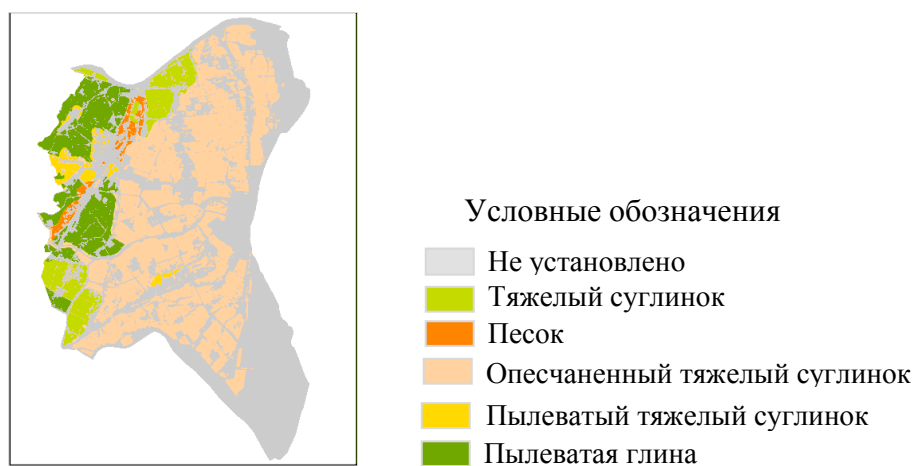 Условные обозначения
Не установлено
Тяжелый суглинок
Песок
Опесчаненный тяжелый суглинок
Пылеватый тяжелый суглинок
Пылеватая глина